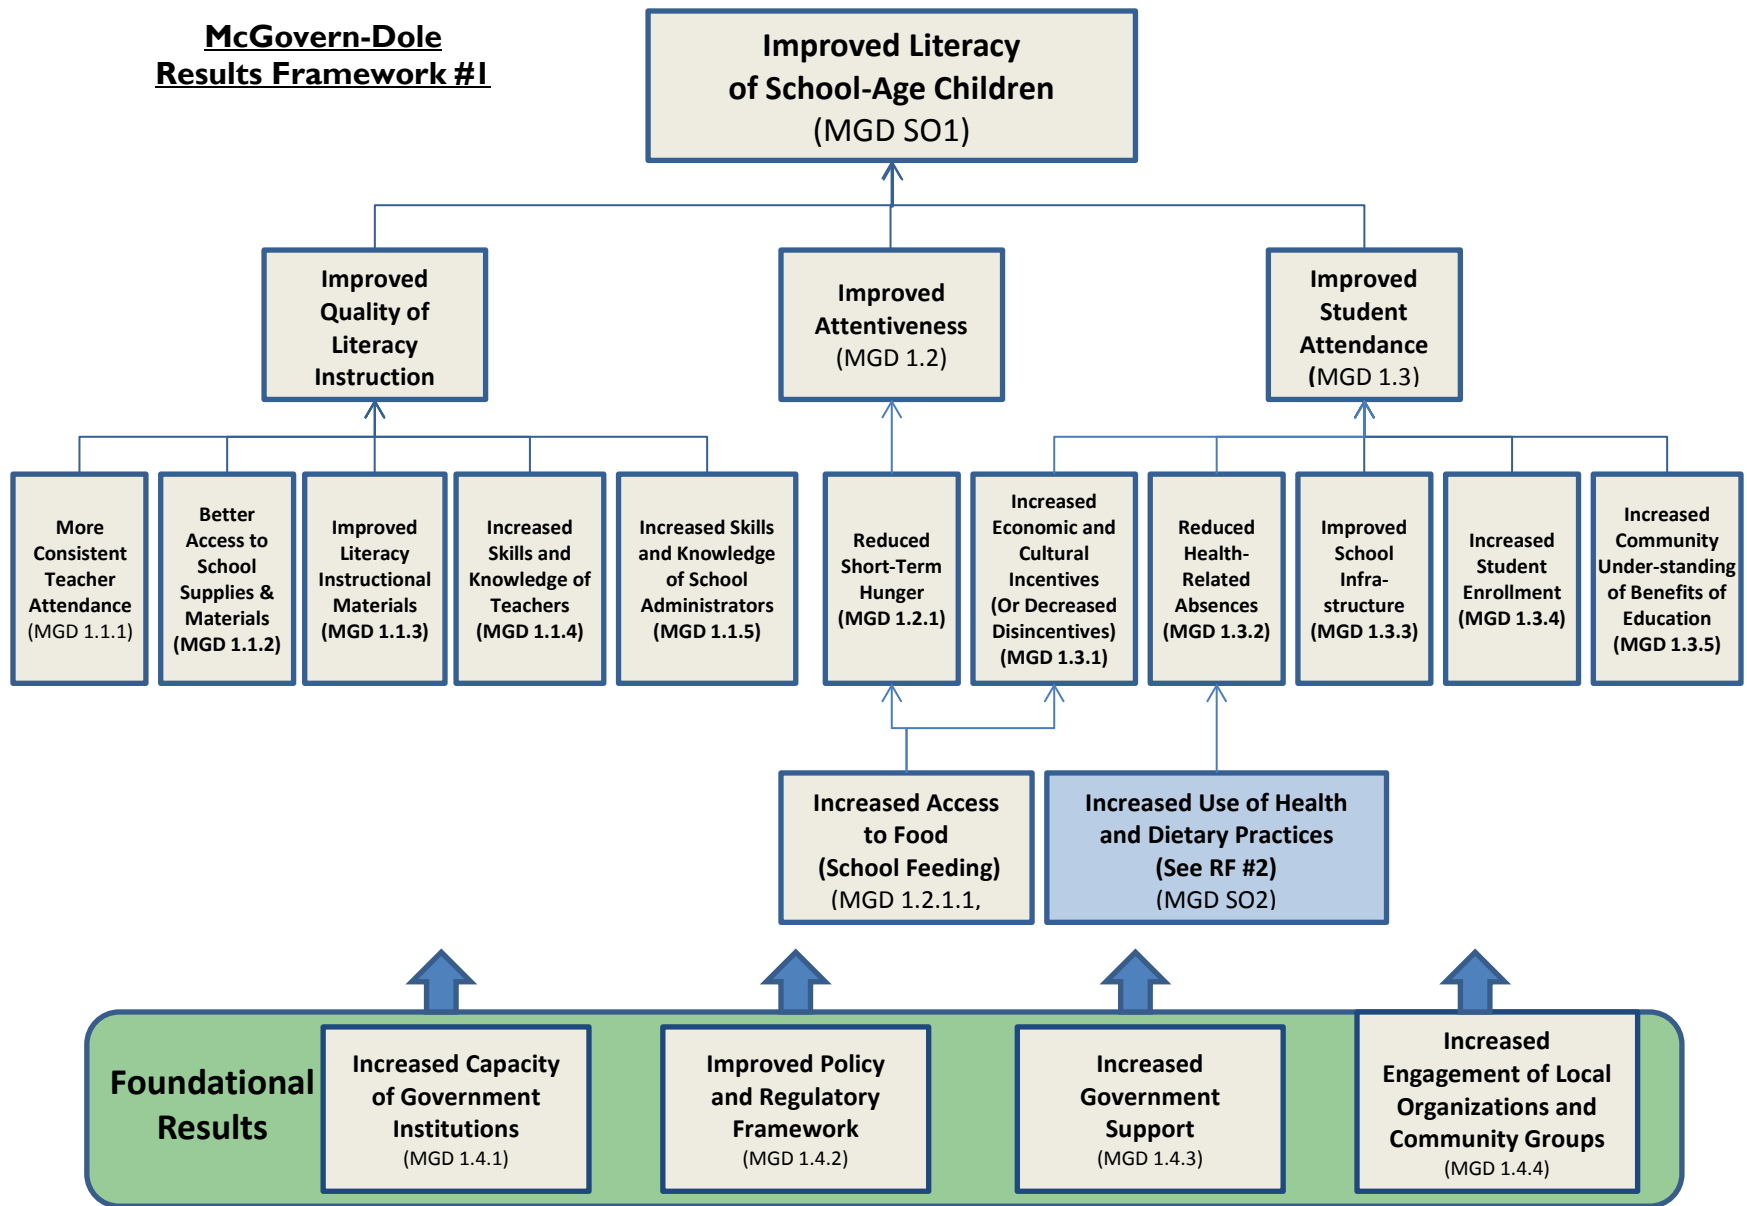 McGovern-Dole
Results Framework #1
Improved Literacy
of School-Age Children
(MGD SO1)
Improved
Quality of
Literacy
Instruction
Improved
Attentiveness
(MGD 1.2)
Improved
Student
Attendance
(MGD 1.3)
More
Consistent
Teacher
Attendance
(MGD 1.1.1)
Better
Access to
School
Supplies &
Materials
(MGD 1.1.2)
Improved
Literacy
Instructional
Materials
(MGD 1.1.3)
Increased
Skills and
Knowledge of
Teachers
(MGD 1.1.4)
Increased Skills
and Knowledge
of School
Administrators
(MGD 1.1.5)
Reduced
Short-Term
Hunger
(MGD 1.2.1)
Increased
Economic and
Cultural
Incentives
(Or Decreased
Disincentives)
(MGD 1.3.1)
Reduced
Health-
Related
Absences
(MGD 1.3.2)
Improved
School
Infra-
structure
(MGD 1.3.3)
Increased
Student
Enrollment
(MGD 1.3.4)
Increased
Community
Under-standing
of Benefits of
Education
(MGD 1.3.5)
Increased Access
to Food
(School Feeding)
(MGD 1.2.1.1,
Increased Use of Health
and Dietary Practices
(See RF #2)
(MGD SO2)
Foundational
Results
Increased Capacity
of Government
Institutions
(MGD 1.4.1)
Improved Policy
and Regulatory
Framework
(MGD 1.4.2)
Increased
Government
Support
(MGD 1.4.3)
Increased
Engagement of Local
Organizations and
Community Groups
(MGD 1.4.4)